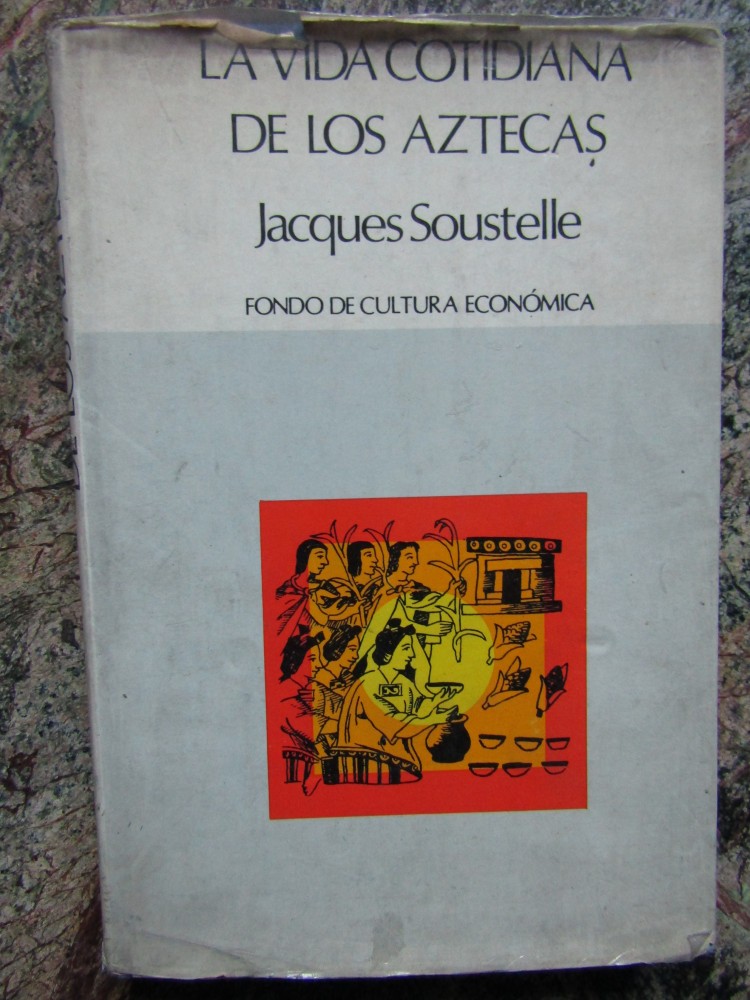 LA VIDA COTIDIANA
DE LOS AZTECAS
Jacques Soustelle
FONDO DE CULTURA ECONÓMICA